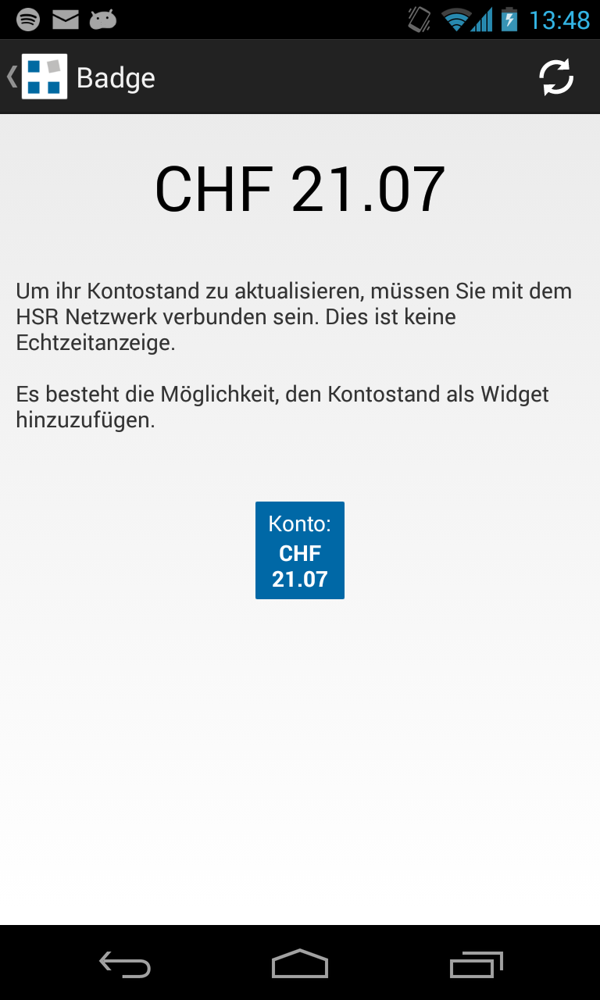 13:48
Badge
CHF 21.07
Um ihr Kontostand zu aktualisieren, müssen Sie mit dem
HSR Netzwerk verbunden sein. Dies ist keine
Echtzeitanzeige.
Es besteht die Möglichkeit, den Kontostand als Widget
hinzuzufügen.
Konto:
CHF
21.07